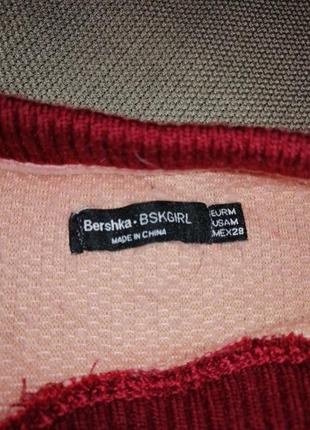 Bershka • BSKGIRL
MADE IN CHINA
EUR M
USA M
MEX 28